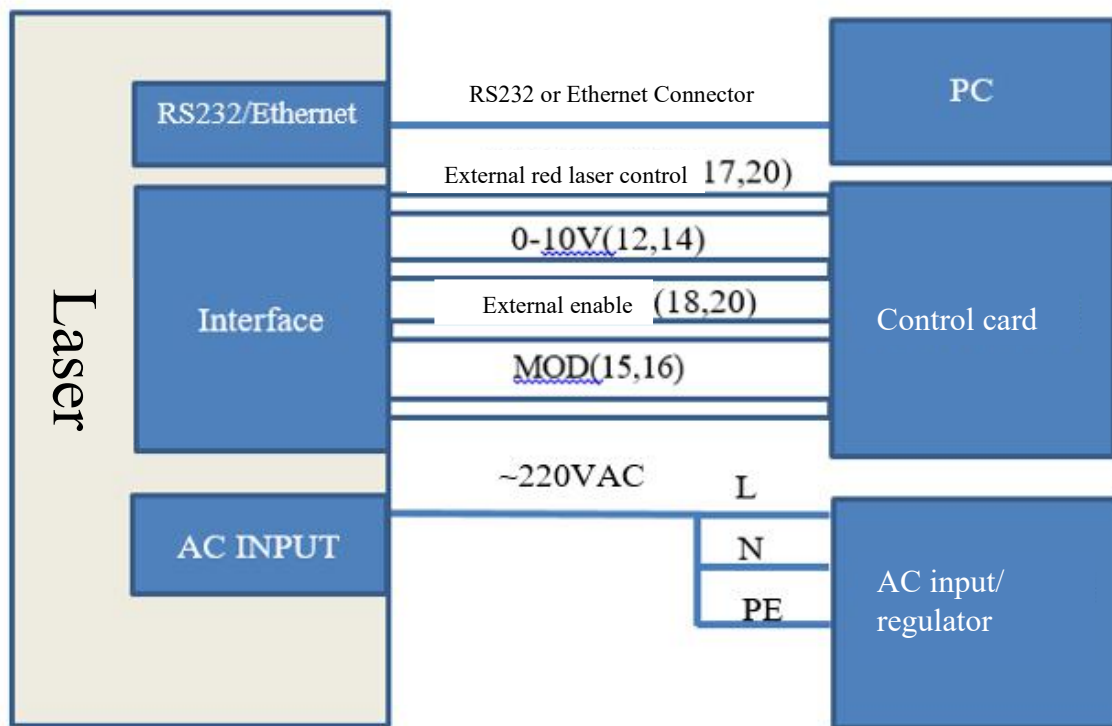 RS232/Ethernet
RS232 or Ethernet Connector
PC
External red laser control 17,20)
0-10V(12,14)
Laser
Interface
External enable (18,20)
Control card
MOD(15,16)
~220VAC
L
AC INPUT
N
PE
AC input/
regulator